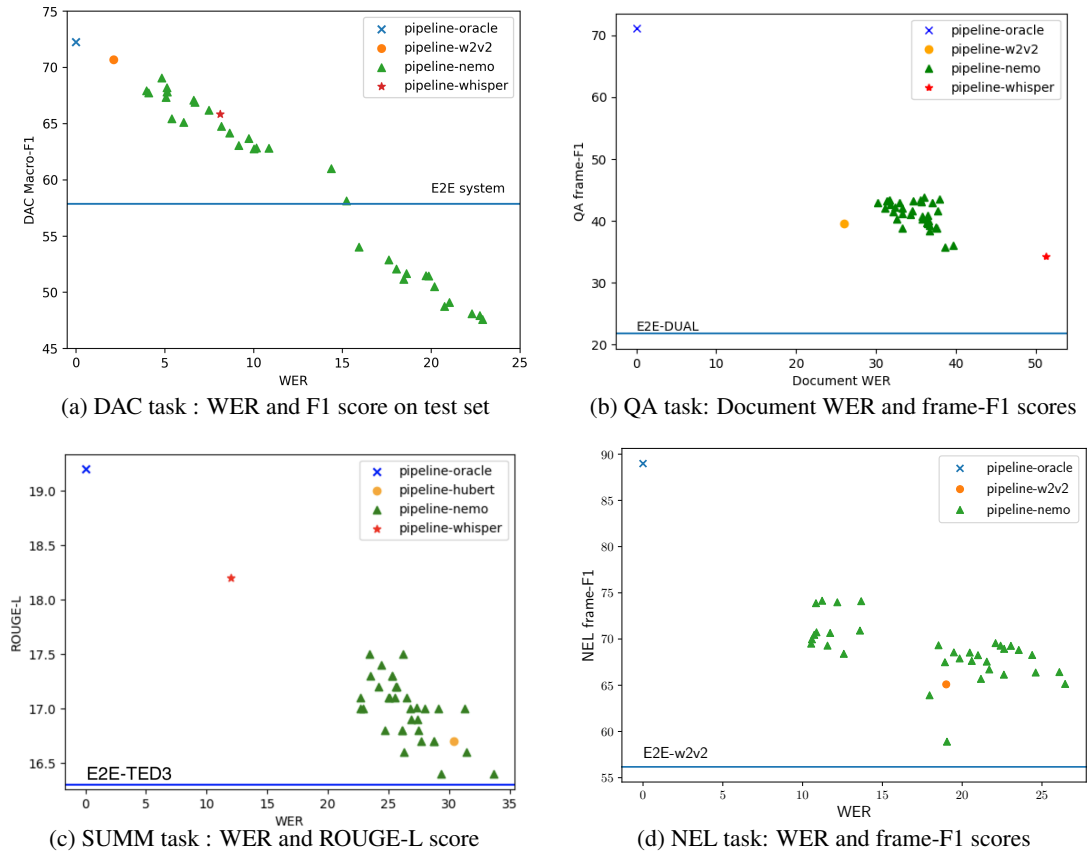 75
70
65
60
55
50
45
DAC Macro-F1
pipeline-oracle
pipeline-w2v2
pipeline-nemo
pipeline-whisper
E2E system
0 5 10 15 20 25
WER
(a) DAC task : WER and F1 score on test set
70
60
50
40
30
20
QA frame-F1
pipeline-oracle
pipeline-w2v2
pipeline-nemo
pipeline-whisper
E2E-DUAL
0 10 20 30 40 50
Document WER
(b) QA task: Document WER and frame-F1 scores
19.0
18.5
18.0
17.5
17.0
16.5
ROUGE-L
pipeline-oracle
pipeline-hubert
pipeline-nemo
pipeline-whisper
E2E-TED3
0 5 10 15 20 25 30 35
WER
(c) SUMM task : WER and ROUGE-L score
90
85
80
75
70
65
60
55
NEL frame-F1
pipeline-oracle
pipeline-w2v2
pipeline-nemo
E2E-w2v2
0 5 10 15 20 25
WER
(d) NEL task: WER and frame-F1 scores